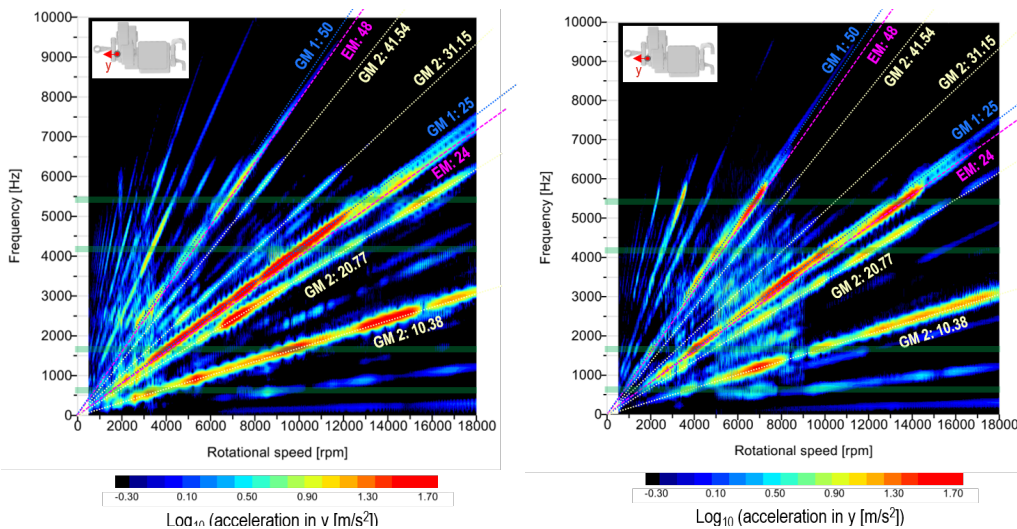 10000
9000
8000
7000
6000
5000
4000
3000
2000
1000
0
Frequency [Hz]
0 2000 4000 6000 8000 10000 12000 14000 16000 18000
Rotational speed [rpm]
y
GM 1: 50
EM: 48
GM 2: 41.54
GM 2: 31.15
GM 1: 25
EM: 24
GM 2: 20.77
GM 2: 10.38
-0.30 0.10 0.50 0.90 1.30 1.70
Log10 (acceleration in y [m/s²])
10000
9000
8000
7000
6000
5000
4000
3000
2000
1000
0
Frequency [Hz]
0 2000 4000 6000 8000 10000 12000 14000 16000 18000
Rotational speed [rpm]
y
GM 1: 50
EM: 48
GM 2: 41.54
GM 2: 31.15
GM 1: 25
EM: 24
GM 2: 20.77
GM 2: 10.38
-0.30 0.10 0.50 0.90 1.30 1.70
Log10 (acceleration in y [m/s²])